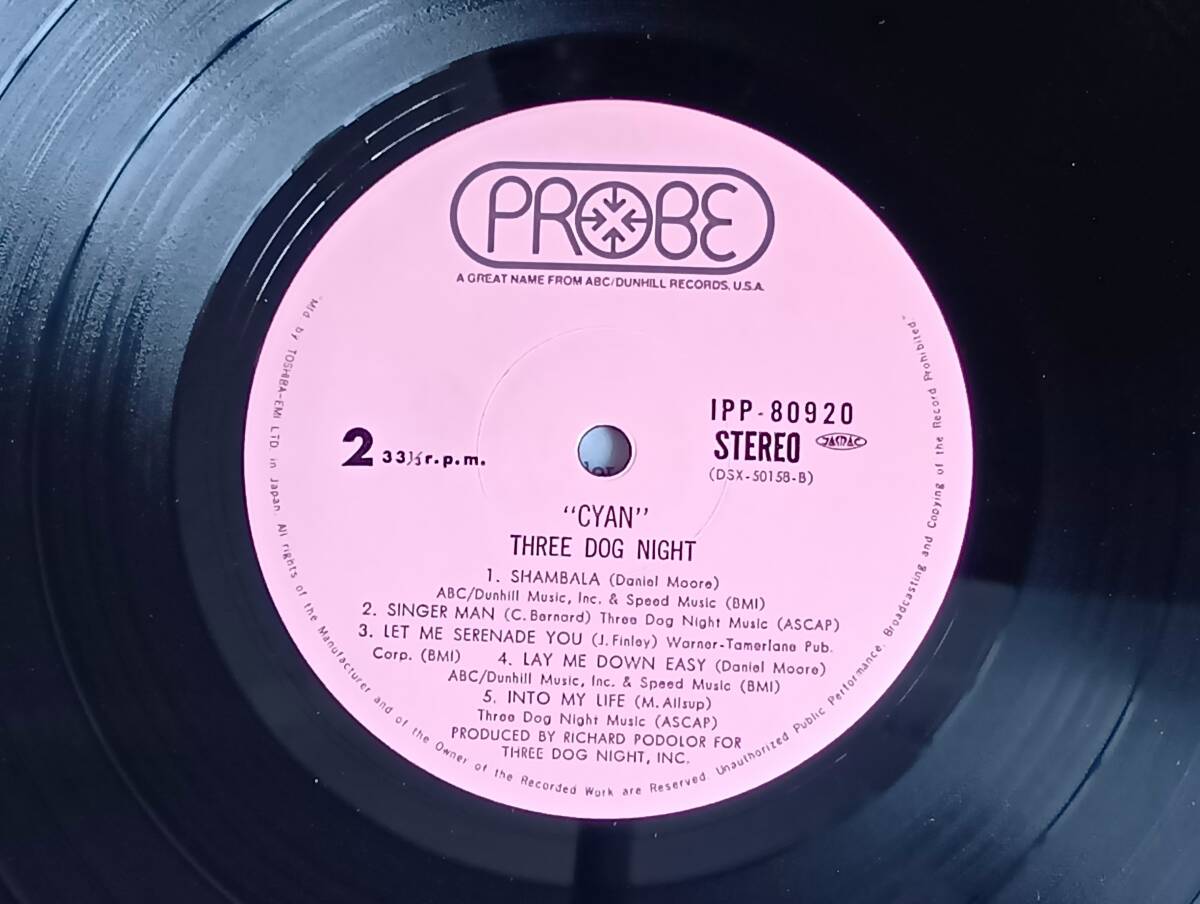 PROBE
A GREAT NAME FROM ABC/DUNHILL RECORDS, U.S.A.
IPP-80920
STEREO JASRAC
(DSX-50158-B)
2 33⅓ r.p.m.
"CYAN"
THREE DOG NIGHT
1. SHAMBALA (Daniel Moore)
ABC/Dunhill Music, Inc. & Speed Music (BMI)
2. SINGER MAN (C. Bernard) Three Dog Night Music (ASCAP)
3. LET ME SERENADE YOU (J. Finley) Warner-Tamerlane Pub.
Corp. (BMI) 4. LAY ME DOWN EASY (Daniel Moore)
ABC/Dunhill Music, Inc. & Speed Music (BMI)
5. INTO MY LIFE (M. Allsup)
Three Dog Night Music (ASCAP)
PRODUCED BY RICHARD PODOLOR FOR
THREE DOG NIGHT, INC.
"Mfd. by TOSHIBA-EMI LTD. in Japan. All rights of the Manufacturer and of the Owner of the Recorded Work are Reserved. Unauthorized Public Performance, Broadcasting and Copying of the Record Prohibited."